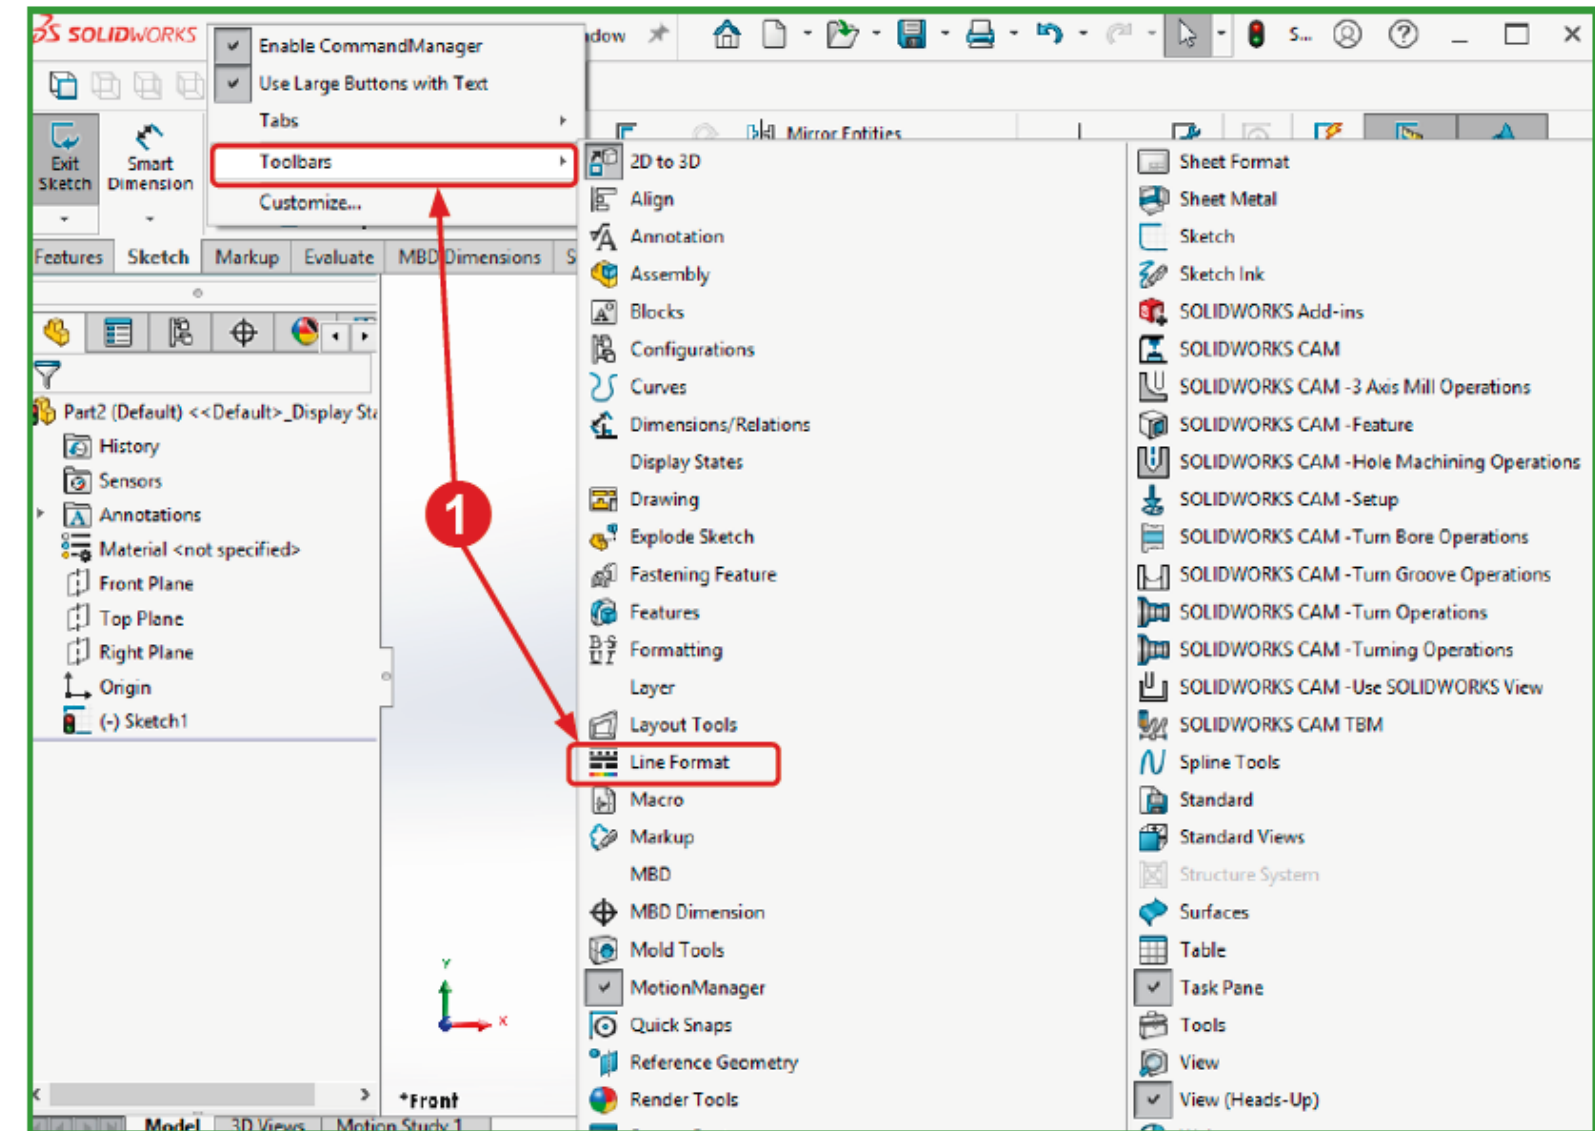 SOLIDWORKS
dow
S...
Enable CommandManager
Use Large Buttons with Text
Tabs
Toolbars
Customize...
Exit Sketch
Smart Dimension
Mirror Entities
Features
Sketch
Markup
Evaluate
MBD Dimensions
S
Part2 (Default) <<Default>_Display Sta
History
Sensors
Annotations
Material <not specified>
Front Plane
Top Plane
Right Plane
Origin
(-) Sketch1
1
Y
X
*Front
Model
3D Views
Motion Study 1
2D to 3D
Align
Annotation
Assembly
Blocks
Configurations
Curves
Dimensions/Relations
Display States
Drawing
Explode Sketch
Fastening Feature
Features
Formatting
Layer
Layout Tools
Line Format
Macro
Markup
MBD
MBD Dimension
Mold Tools
MotionManager
Quick Snaps
Reference Geometry
Render Tools
Sheet Format
Sheet Metal
Sketch
Sketch Ink
SOLIDWORKS Add-ins
SOLIDWORKS CAM
SOLIDWORKS CAM -3 Axis Mill Operations
SOLIDWORKS CAM -Feature
SOLIDWORKS CAM -Hole Machining Operations
SOLIDWORKS CAM -Setup
SOLIDWORKS CAM -Turn Bore Operations
SOLIDWORKS CAM -Turn Groove Operations
SOLIDWORKS CAM -Turn Operations
SOLIDWORKS CAM -Turning Operations
SOLIDWORKS CAM -Use SOLIDWORKS View
SOLIDWORKS CAM TBM
Spline Tools
Standard
Standard Views
Structure System
Surfaces
Table
Task Pane
Tools
View
View (Heads-Up)